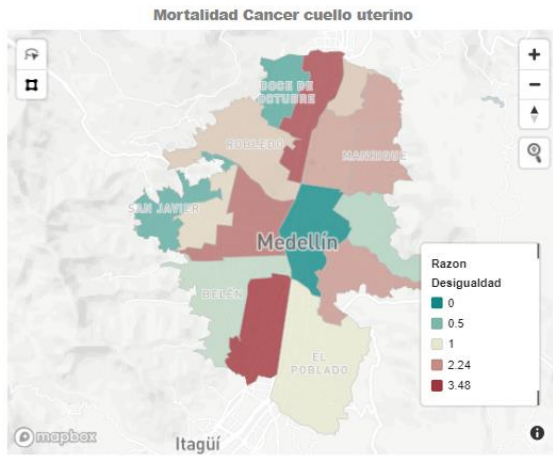 Mortalidad Cancer cuello uterino
DOCE DE
OCTUBRE
ROBLEDO
MANRIQUE
SAN JAVIER
Medellín
BELÉN
EL
POBLADO
Itagüí
Razon
Desigualdad
0
0.5
1
2.24
3.48
mapbox